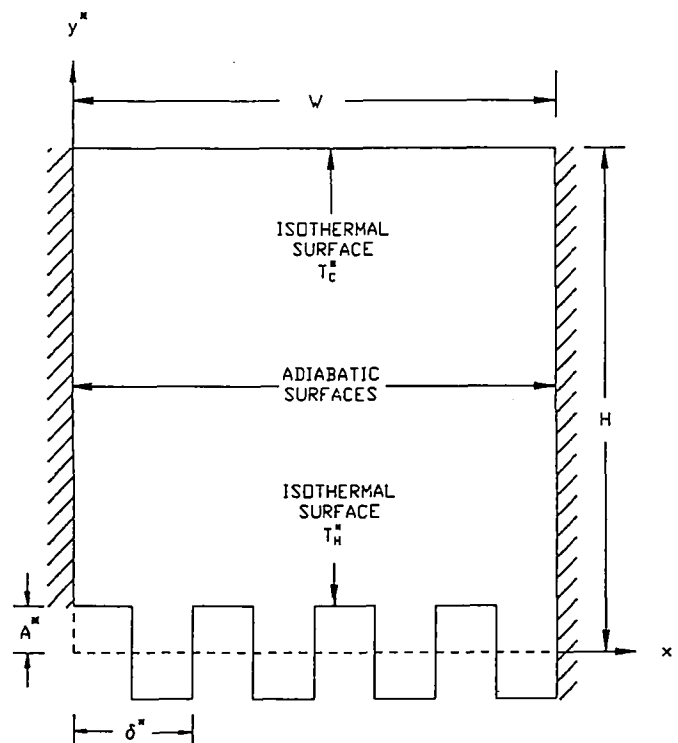 y*
W
ISOTHERMAL
SURFACE
T*C
ADIABATIC
SURFACES
H
ISOTHERMAL
SURFACE
T*H
A*
x
δ*